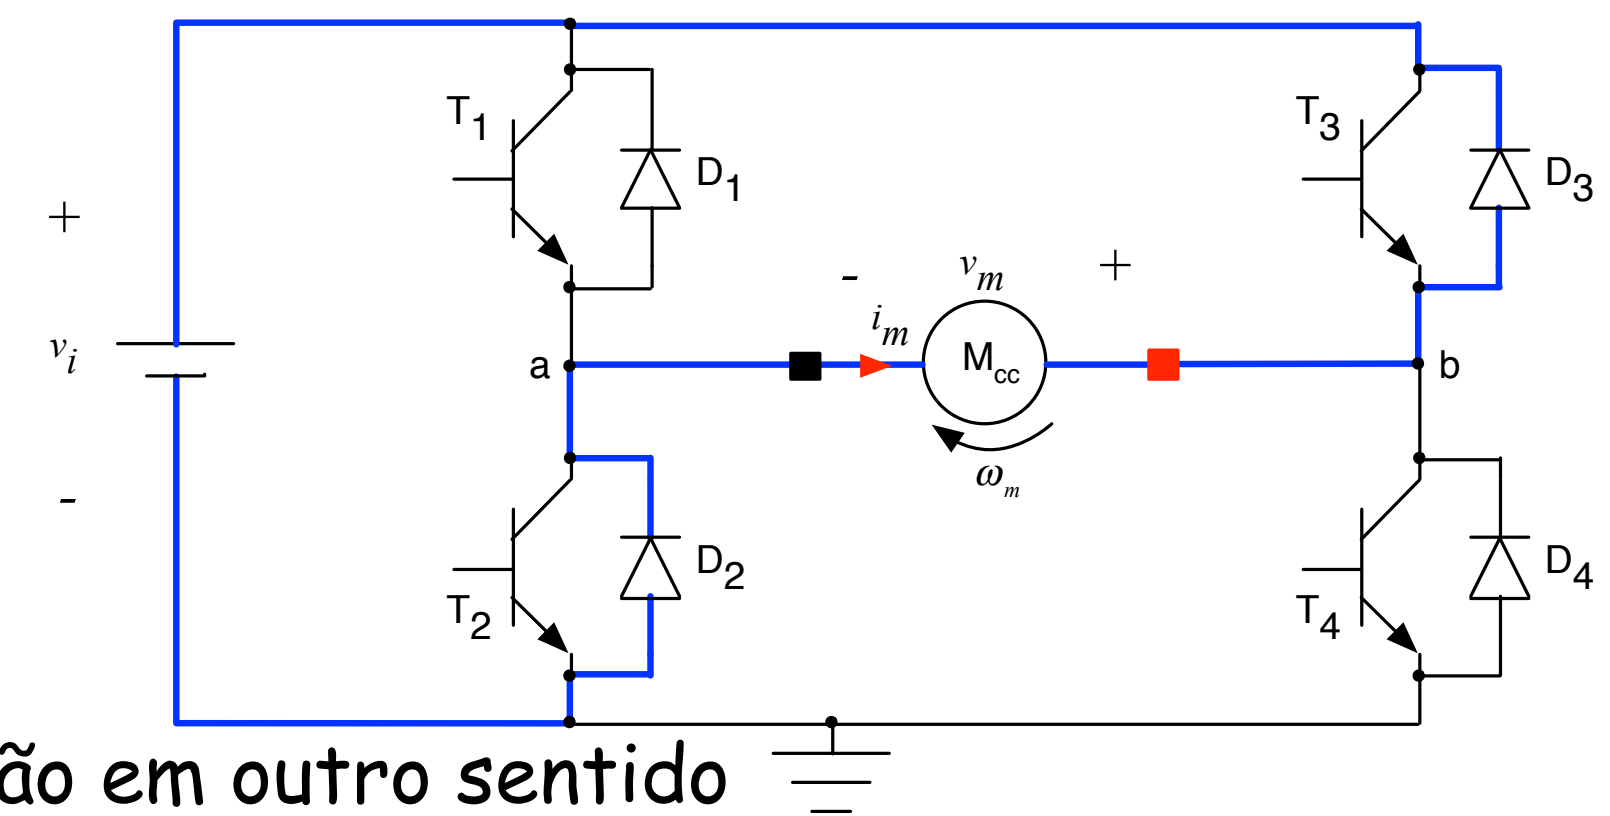 T1
D1
T3
D3
+
- vm +
im
vi
a
Mcc
b
ωm
-
D2
T2
D4
T4
ão em outro sentido